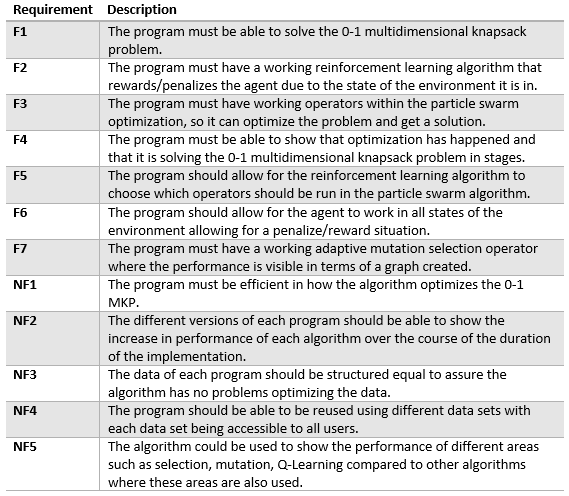 Requirement Description
F1 The program must be able to solve the 0-1 multidimensional knapsack
problem.
F2 The program must have a working reinforcement learning algorithm that
rewards/penalizes the agent due to the state of the environment it is in.
F3 The program must have working operators within the particle swarm
optimization, so it can optimize the problem and get a solution.
F4 The program must be able to show that optimization has happened and
that it is solving the 0-1 multidimensional knapsack problem in stages.
F5 The program should allow for the reinforcement learning algorithm to
choose which operators should be run in the particle swarm algorithm.
F6 The program should allow for the agent to work in all states of the
environment allowing for a penalize/reward situation.
F7 The program must have a working adaptive mutation selection operator
where the performance is visible in terms of a graph created.
NF1 The program must be efficient in how the algorithm optimizes the 0-1
MKP.
NF2 The different versions of each program should be able to show the
increase in performance of each algorithm over the course of the duration
of the implementation.
NF3 The data of each program should be structured equal to assure the
algorithm has no problems optimizing the data.
NF4 The program should be able to be reused using different data sets with
each data set being accessible to all users.
NF5 The algorithm could be used to show the performance of different areas
such as selection, mutation, Q-Learning compared to other algorithms
where these areas are also used.